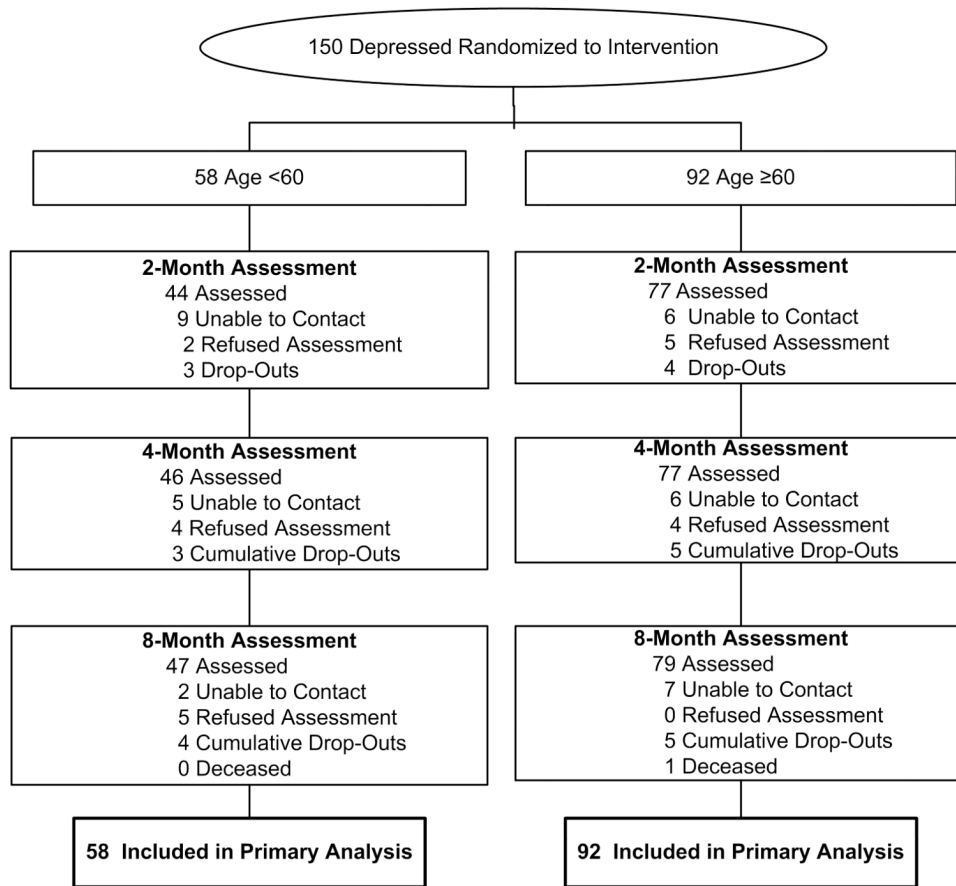 150 Depressed Randomized to Intervention
58 Age <60
92 Age ≥60
2-Month Assessment
44 Assessed
9 Unable to Contact
2 Refused Assessment
3 Drop-Outs
2-Month Assessment
77 Assessed
6 Unable to Contact
5 Refused Assessment
4 Drop-Outs
4-Month Assessment
46 Assessed
5 Unable to Contact
4 Refused Assessment
3 Cumulative Drop-Outs
4-Month Assessment
77 Assessed
6 Unable to Contact
4 Refused Assessment
5 Cumulative Drop-Outs
8-Month Assessment
47 Assessed
2 Unable to Contact
5 Refused Assessment
4 Cumulative Drop-Outs
0 Deceased
8-Month Assessment
79 Assessed
7 Unable to Contact
0 Refused Assessment
5 Cumulative Drop-Outs
1 Deceased
58 Included in Primary Analysis
92 Included in Primary Analysis